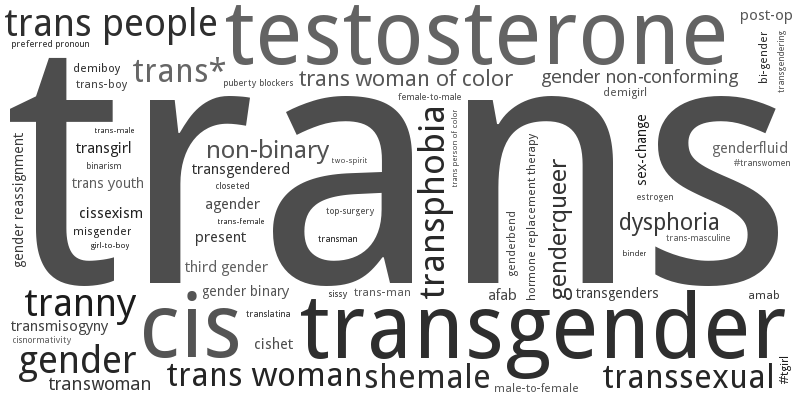 trans people
testosterone
post-op
preferred pronoun
demiboy
trans*
trans-boy
puberty blockers
trans woman of color
gender non-conforming
bi-gender
transgendering
female-to-male
demigirl
trans
trans-male
transgirl
binarism
trans youth
non-binary
two-spirit
transgendered
closeted
agender
trans-female
present
third gender
gender binary
top-surgery
transman
transphobia
trans person of color
genderbend
hormone replacement therapy
genderqueer
sex-change
estrogen
genderfluid
#transwomen
dysphoria
trans-masculine
binder
gender reassignment
cissexism
misgender
girl-to-boy
tranny
transmisogyny
cisnormativity
gender
transwoman
cis
translatina
cishet
sissy
trans-man
afab
transgenders
amab
transgender
trans woman
shemale
male-to-female
transsexual
#tgirl